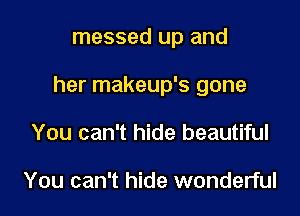 messed up and
her makeup's gone
You can't hide beautiful
You can't hide wonderful